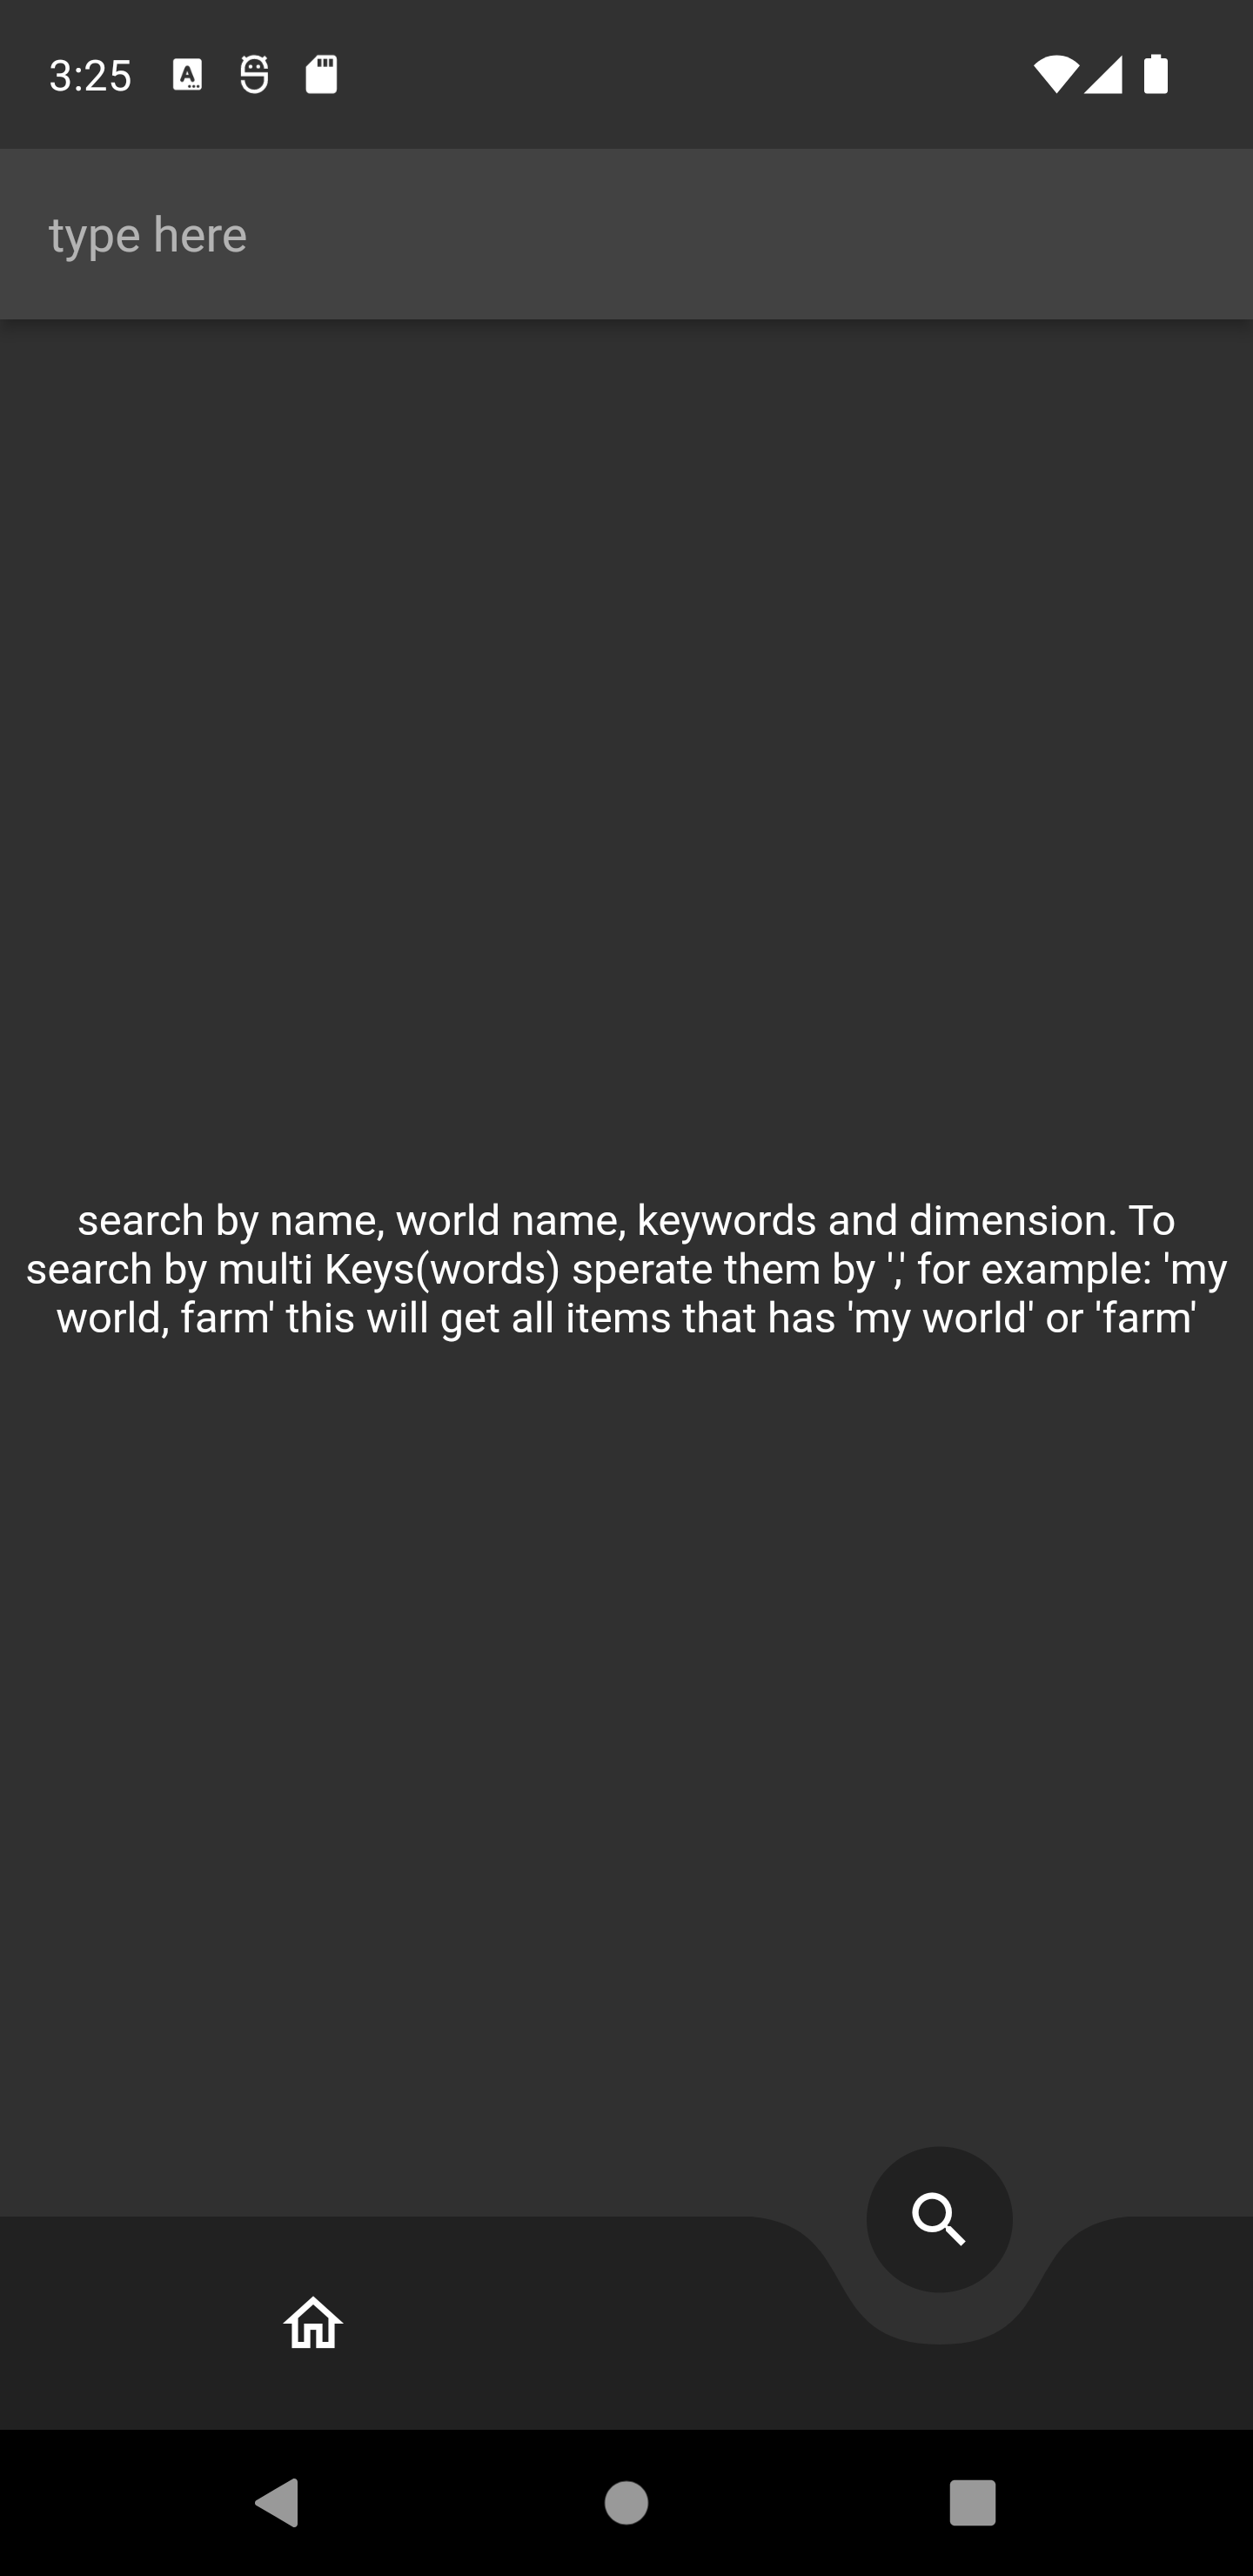 3:25
type here
search by name, world name, keywords and dimension. To
search by multi Keys(words) sperate them by ',' for example: 'my
world, farm' this will get all items that has 'my world' or 'farm'